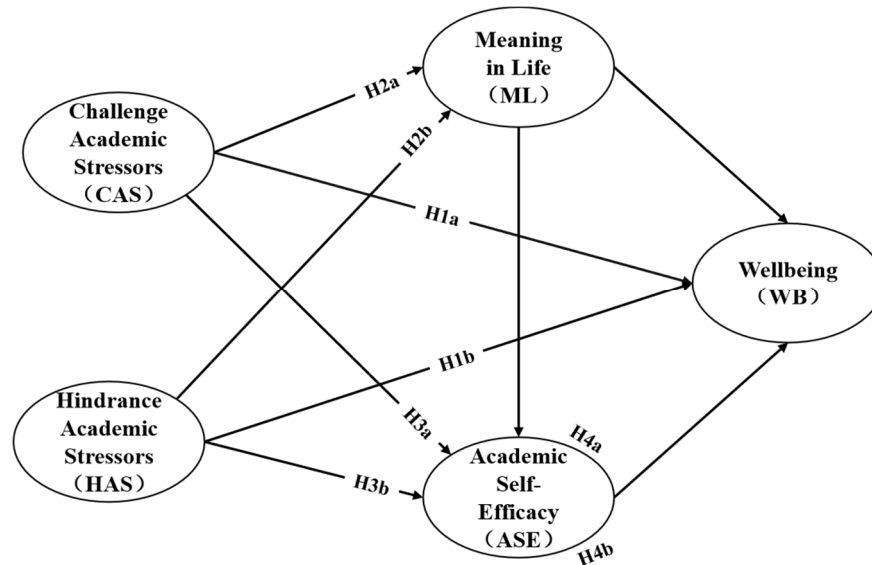 Meaning
in Life
（ML）
H2a
Challenge
Academic
Stressors
（CAS）
H2b
H1a
Wellbeing
（WB）
H1b
Hindrance
Academic
Stressors
（HAS）
H3a
H3b
H4a
Academic
Self-
Efficacy
（ASE）
H4b